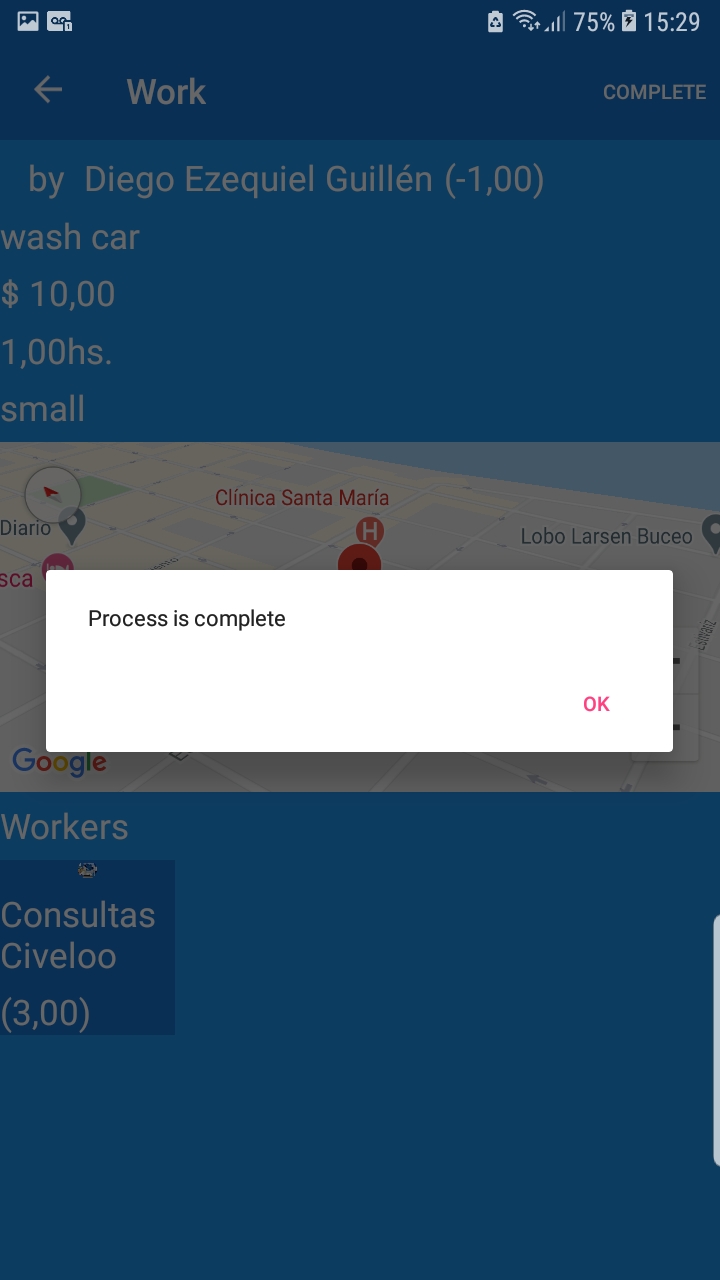 75% 15:29
Work COMPLETE
by Diego Ezequiel Guillén (-1,00)
wash car
$ 10,00
1,00hs.
small
Clínica Santa María
H
Diario
Lobo Larsen Buceo
sca
Process is complete
OK
Google
Workers
Consultas
Civeloo
(3,00)